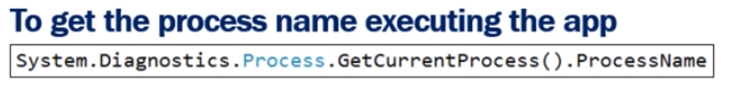 To get the process name executing the app
System.Diagnostics.Process.GetCurrentProcess().ProcessName